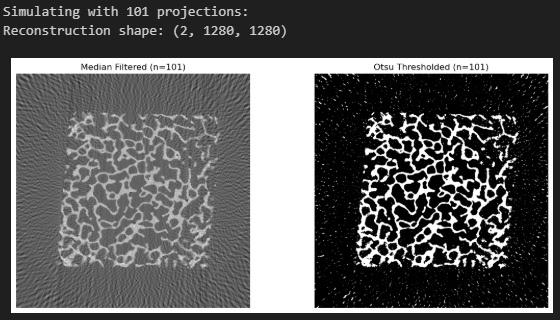 Simulating with 101 projections:
Reconstruction shape: (2, 1280, 1280)
Median Filtered (n=101)
Otsu Thresholded (n=101)